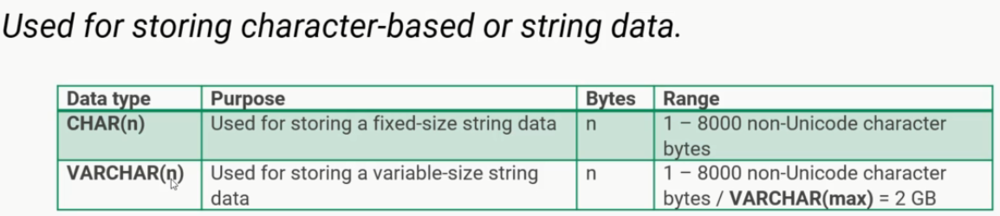 Used for storing character-based or string data.
Data type Purpose Bytes Range
CHAR(n) Used for storing a fixed-size string data n 1 – 8000 non-Unicode character
bytes
VARCHAR(n) Used for storing a variable-size string n 1 – 8000 non-Unicode character
data bytes / VARCHAR(max) = 2 GB